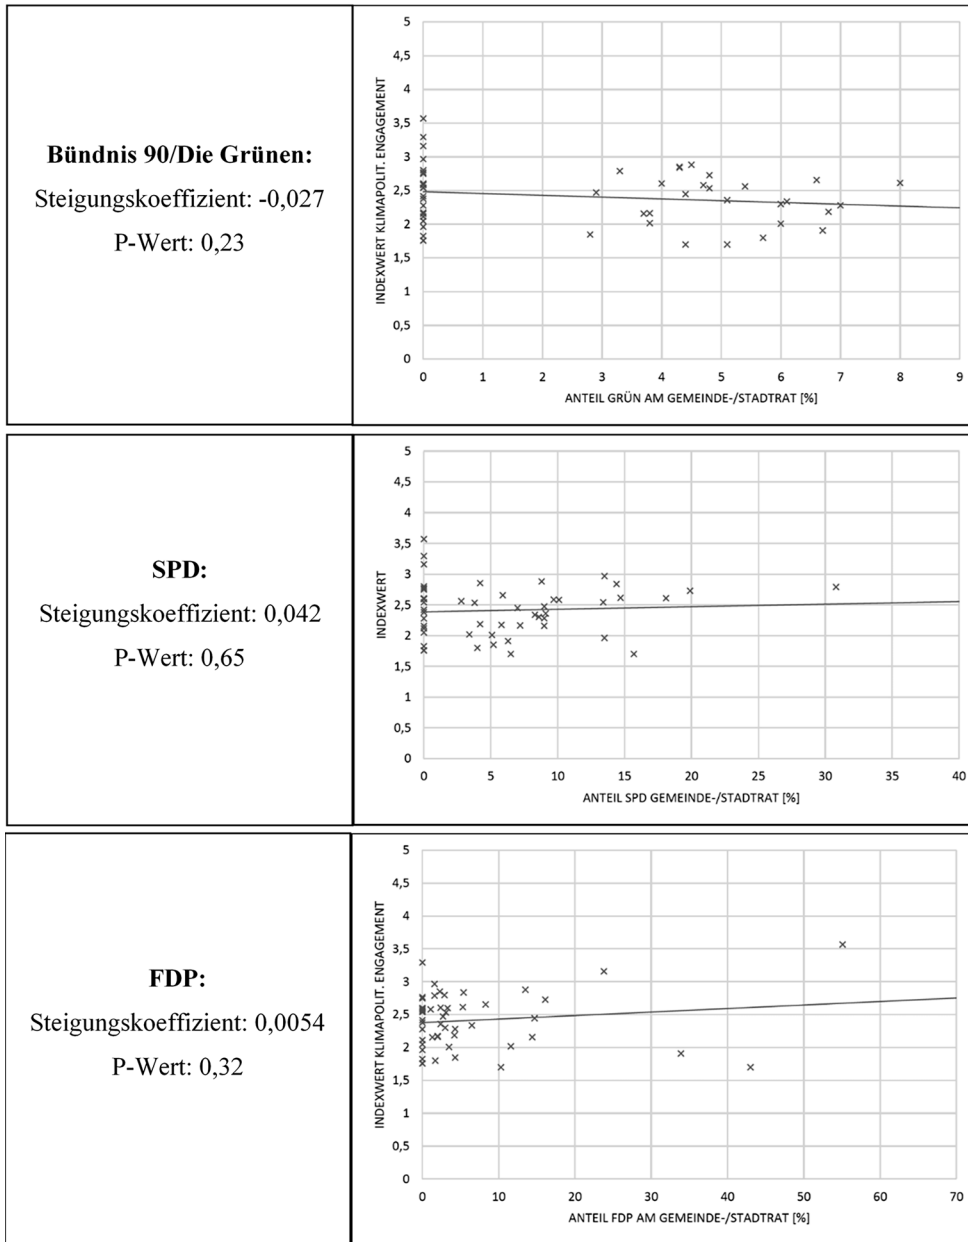 Bündnis 90/Die Grünen:
Steigungskoeffizient: -0,027
P-Wert: 0,23
INDEXWERT KLIMAPOLIT. ENGAGEMENT
5
4,5
4
3,5
3
2,5
2
1,5
1
0,5
0
0 1 2 3 4 5 6 7 8 9
ANTEIL GRÜN AM GEMEINDE-/STADTRAT [%]
SPD:
Steigungskoeffizient: 0,042
P-Wert: 0,65
INDEXWERT
5
4,5
4
3,5
3
2,5
2
1,5
1
0,5
0
0 5 10 15 20 25 30 35 40
ANTEIL SPD GEMEINDE-/STADTRAT [%]
FDP:
Steigungskoeffizient: 0,0054
P-Wert: 0,32
INDEXWERT KLIMAPOLIT. ENGAGEMENT
5
4,5
4
3,5
3
2,5
2
1,5
1
0,5
0
0 10 20 30 40 50 60 70
ANTEIL FDP AM GEMEINDE-/STADTRAT [%]